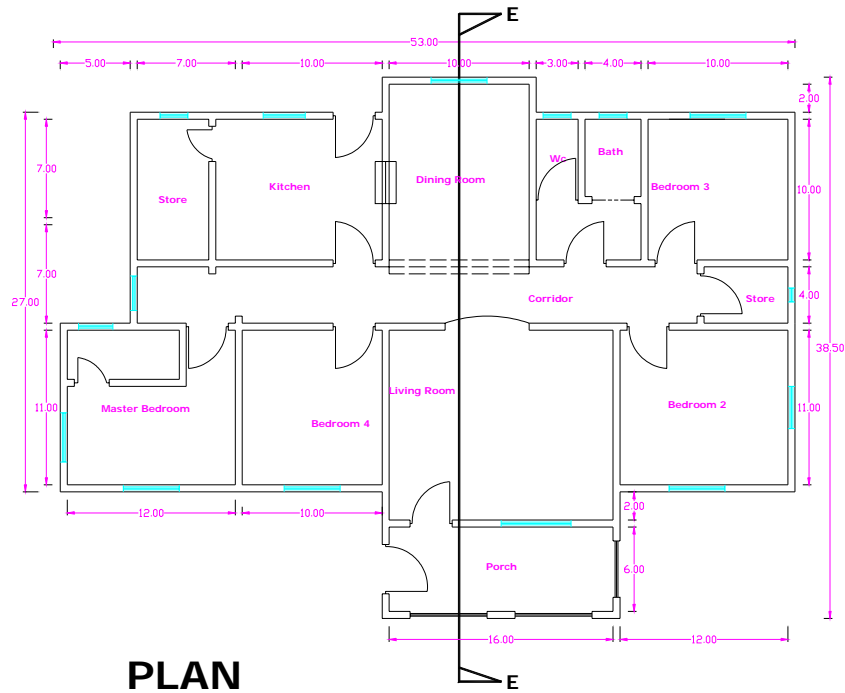 E
53.00
5.00 7.00 10.00 10.00 3.00 4.00 10.00
2.00
Wc
Bath
7.00
Kitchen
Dining Room
Bedroom 3
10.00
Store
7.00
27.00
Corridor
Store
4.00
38.50
Living Room
Master Bedroom
11.00
Bedroom 4
Bedroom 2
11.00
12.00
10.00
2.00
Porch
6.00
16.00
12.00
PLAN
E